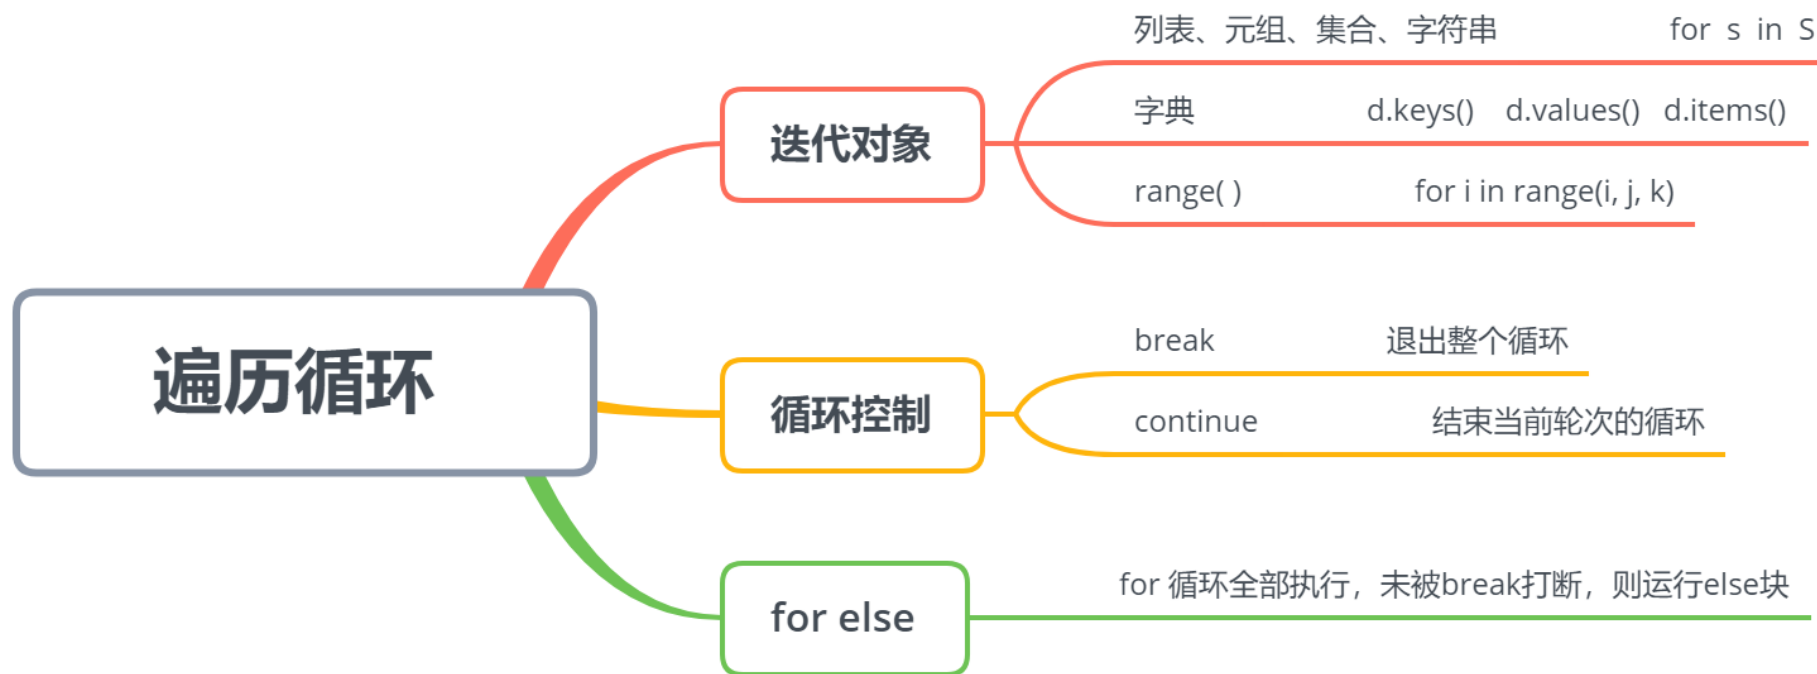 遍历循环
迭代对象
列表、元组、集合、字符串 for s in S
字典 d.keys() d.values() d.items()
range( ) for i in range(i, j, k)
循环控制
break 退出整个循环
continue 结束当前轮次的循环
for else
for 循环全部执行，未被break打断，则运行else块